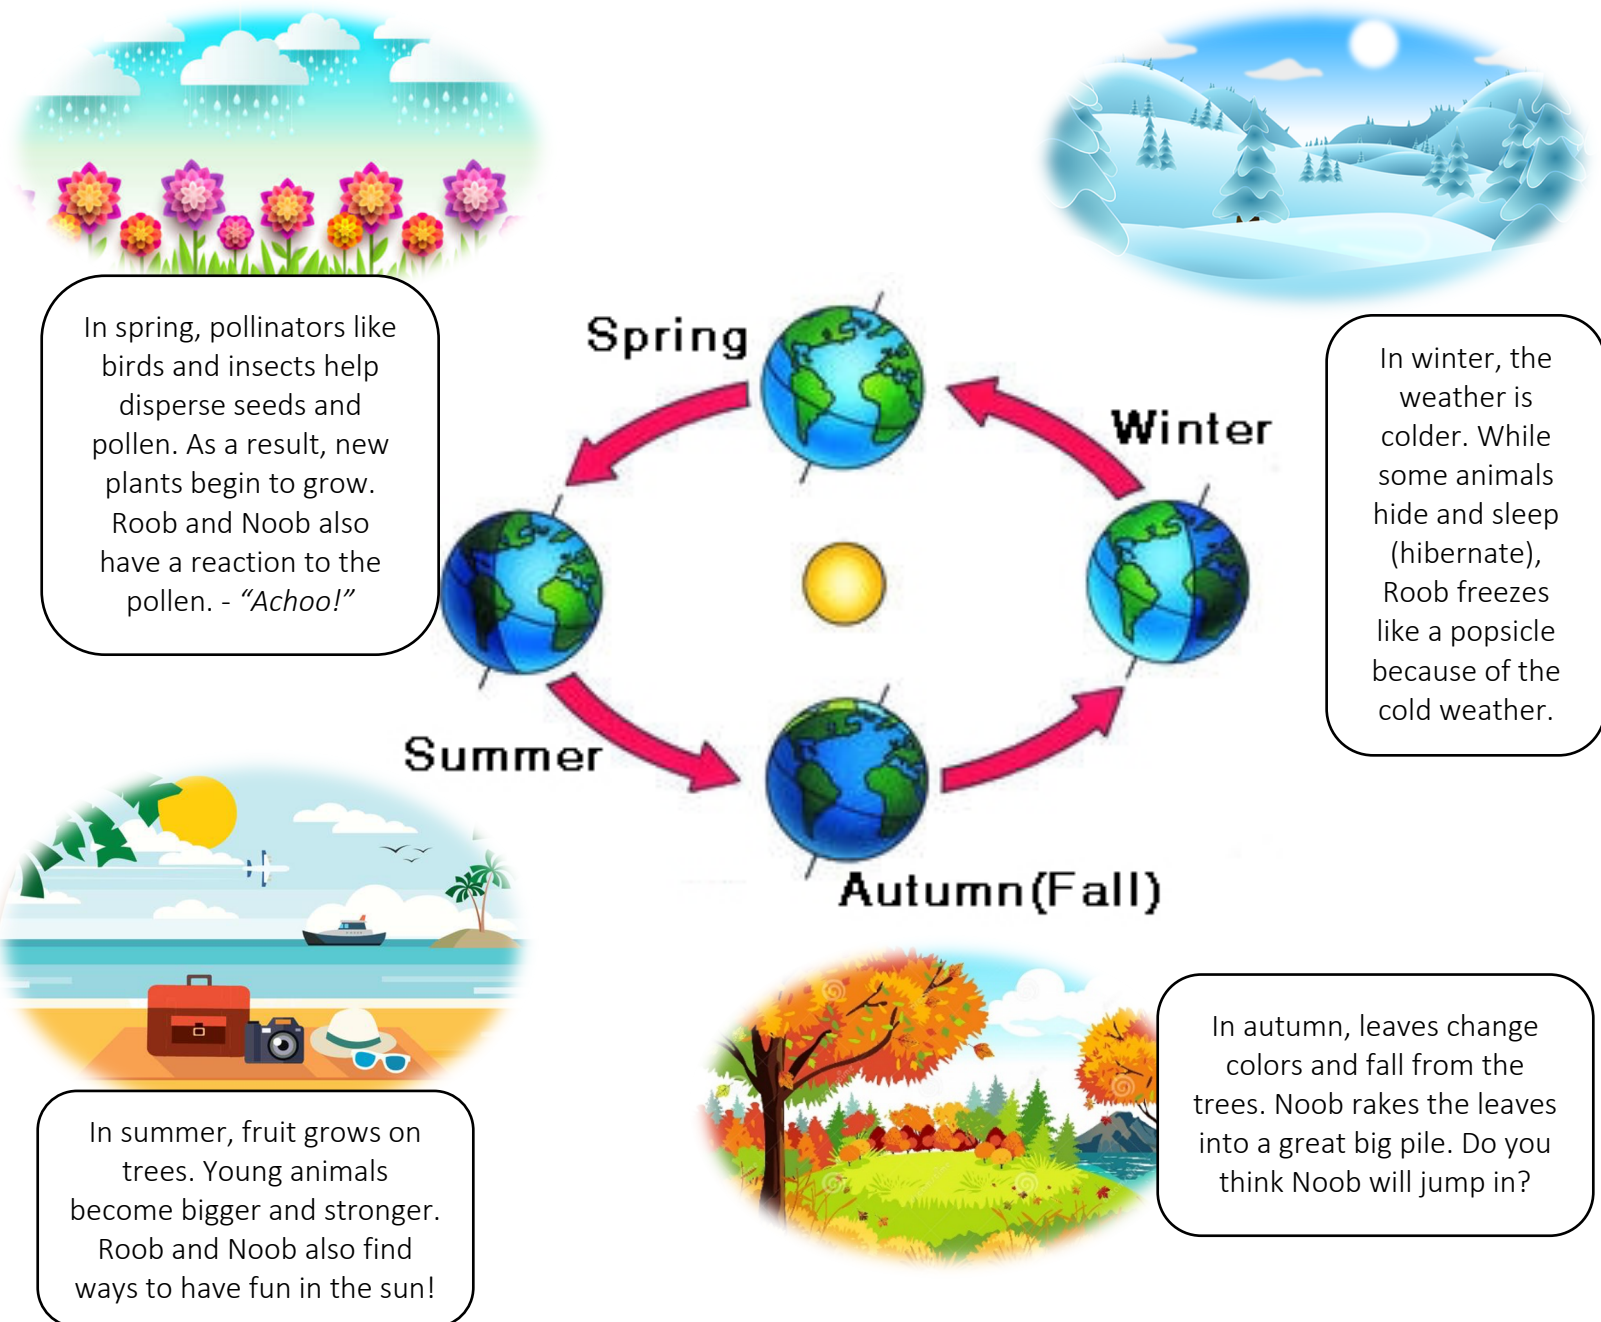 Spring
In spring, pollinators like
birds and insects help
disperse seeds and
pollen. As a result, new
plants begin to grow.
Roob and Noob also
have a reaction to the
pollen. - “Achoo!”
Winter
In winter, the
weather is
colder. While
some animals
hide and sleep
(hibernate),
Roob freezes
like a popsicle
because of the
cold weather.
Summer
In summer, fruit grows on
trees. Young animals
become bigger and stronger.
Roob and Noob also find
ways to have fun in the sun!
Autumn(Fall)
In autumn, leaves change
colors and fall from the
trees. Noob rakes the leaves
into a great big pile. Do you
think Noob will jump in?